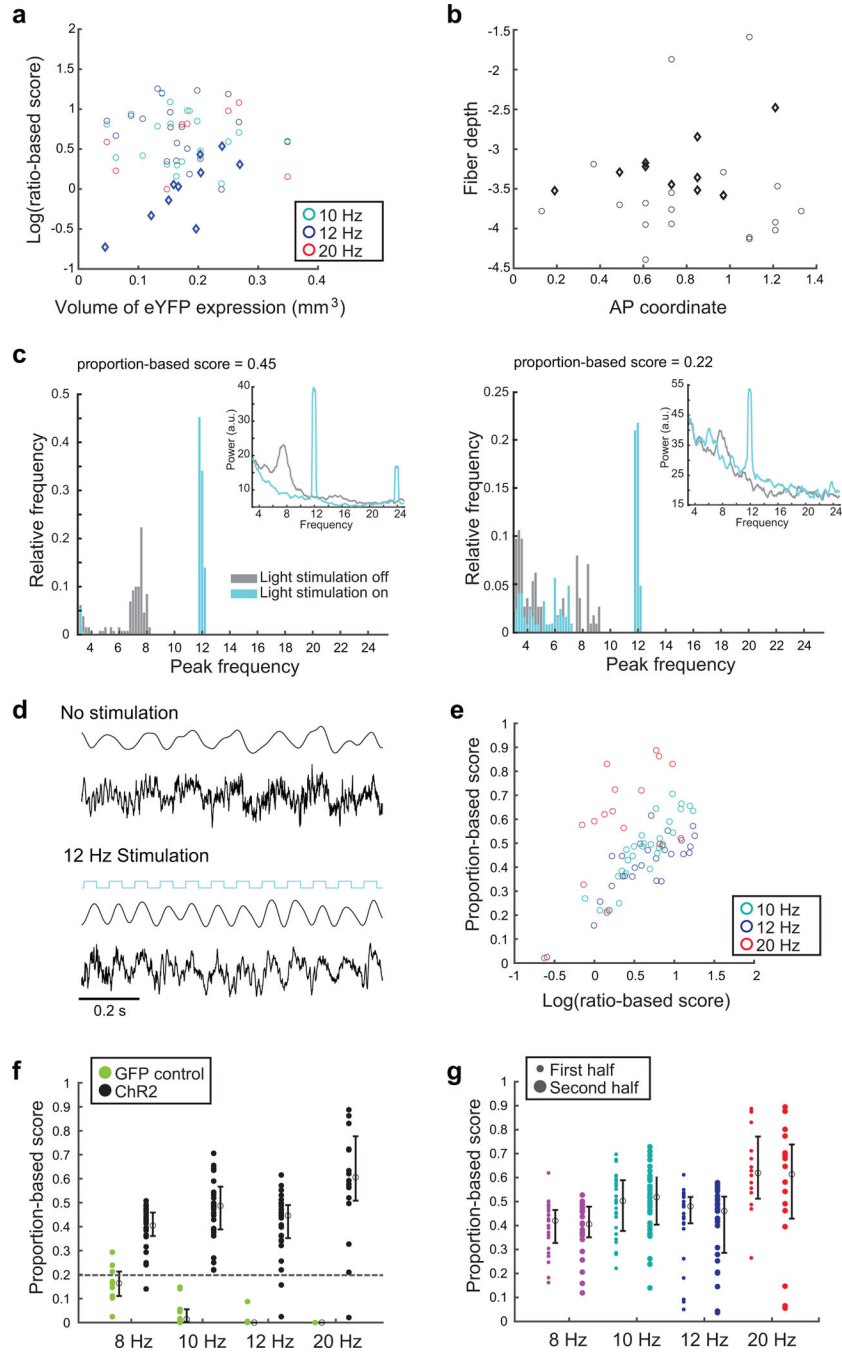 a
Log(ratio-based score)
2
1.5
1
0.5
0
-0.5
-1
0 0.1 0.2 0.3 0.4
Volume of eYFP expression (mm³)
10 Hz
12 Hz
20 Hz
b
Fiber depth
-1.5
-2
-2.5
-3
-3.5
-4
-4.5
0 0.2 0.4 0.6 0.8 1 1.2 1.4
AP coordinate
c
proportion-based score = 0.45
Relative frequency
0.5
0.4
0.3
0.2
0.1
0
4 6 8 10 12 14 16 18 20 22 24
Peak frequency
Power (a.u.)
40
30
20
10
4 8 12 16 20 24
Frequency
Light stimulation off
Light stimulation on
proportion-based score = 0.22
Relative frequency
0.25
0.2
0.15
0.1
0.05
0
4 6 8 10 12 14 16 18 20 22 24
Peak frequency
Power (a.u.)
55
45
35
25
15
4 8 12 16 20 24
Frequency
d
No stimulation
12 Hz Stimulation
0.2 s
e
Proportion-based score
1
0.9
0.8
0.7
0.6
0.5
0.4
0.3
0.2
0.1
0
-1 -0.5 0 0.5 1 1.5 2
Log(ratio-based score)
10 Hz
12 Hz
20 Hz
f
GFP control
ChR2
Proportion-based score
1
0.9
0.8
0.7
0.6
0.5
0.4
0.3
0.2
0.1
0
8 Hz 10 Hz 12 Hz 20 Hz
g
First half
Second half
Proportion-based score
1
0.9
0.8
0.7
0.6
0.5
0.4
0.3
0.2
0.1
0
8 Hz 10 Hz 12 Hz 20 Hz